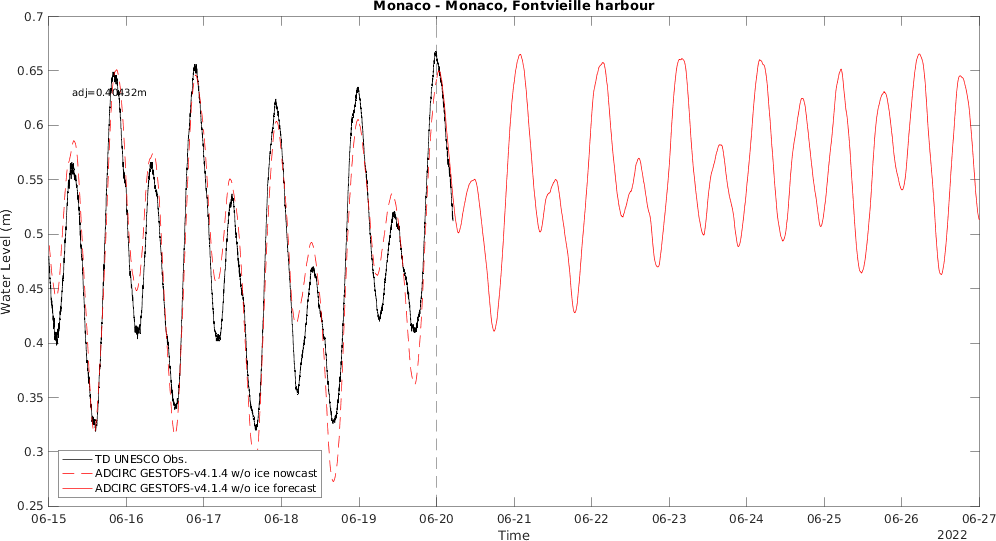 Monaco - Monaco, Fontvieille harbour
0.7
0.65
0.6
0.55
0.5
0.45
0.4
0.35
0.3
0.25
Water Level (m)
adj=0.40432m
TD UNESCO Obs.
ADCIRC GESTOFS-v4.1.4 w/o ice nowcast
ADCIRC GESTOFS-v4.1.4 w/o ice forecast
06-15 06-16 06-17 06-18 06-19 06-20 06-21 06-22 06-23 06-24 06-25 06-26 06-27
Time
2022